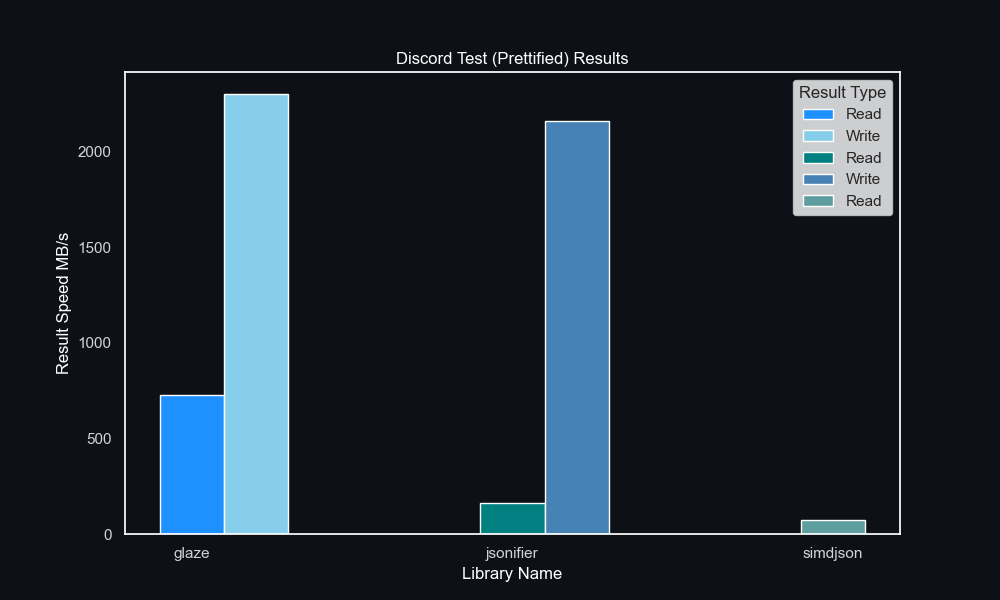 Discord Test (Prettified) Results
Result Type
Read
Write
Read
Write
Read
Result Speed MB/s
2000
1500
1000
500
0
glaze
jsonifier
simdjson
Library Name